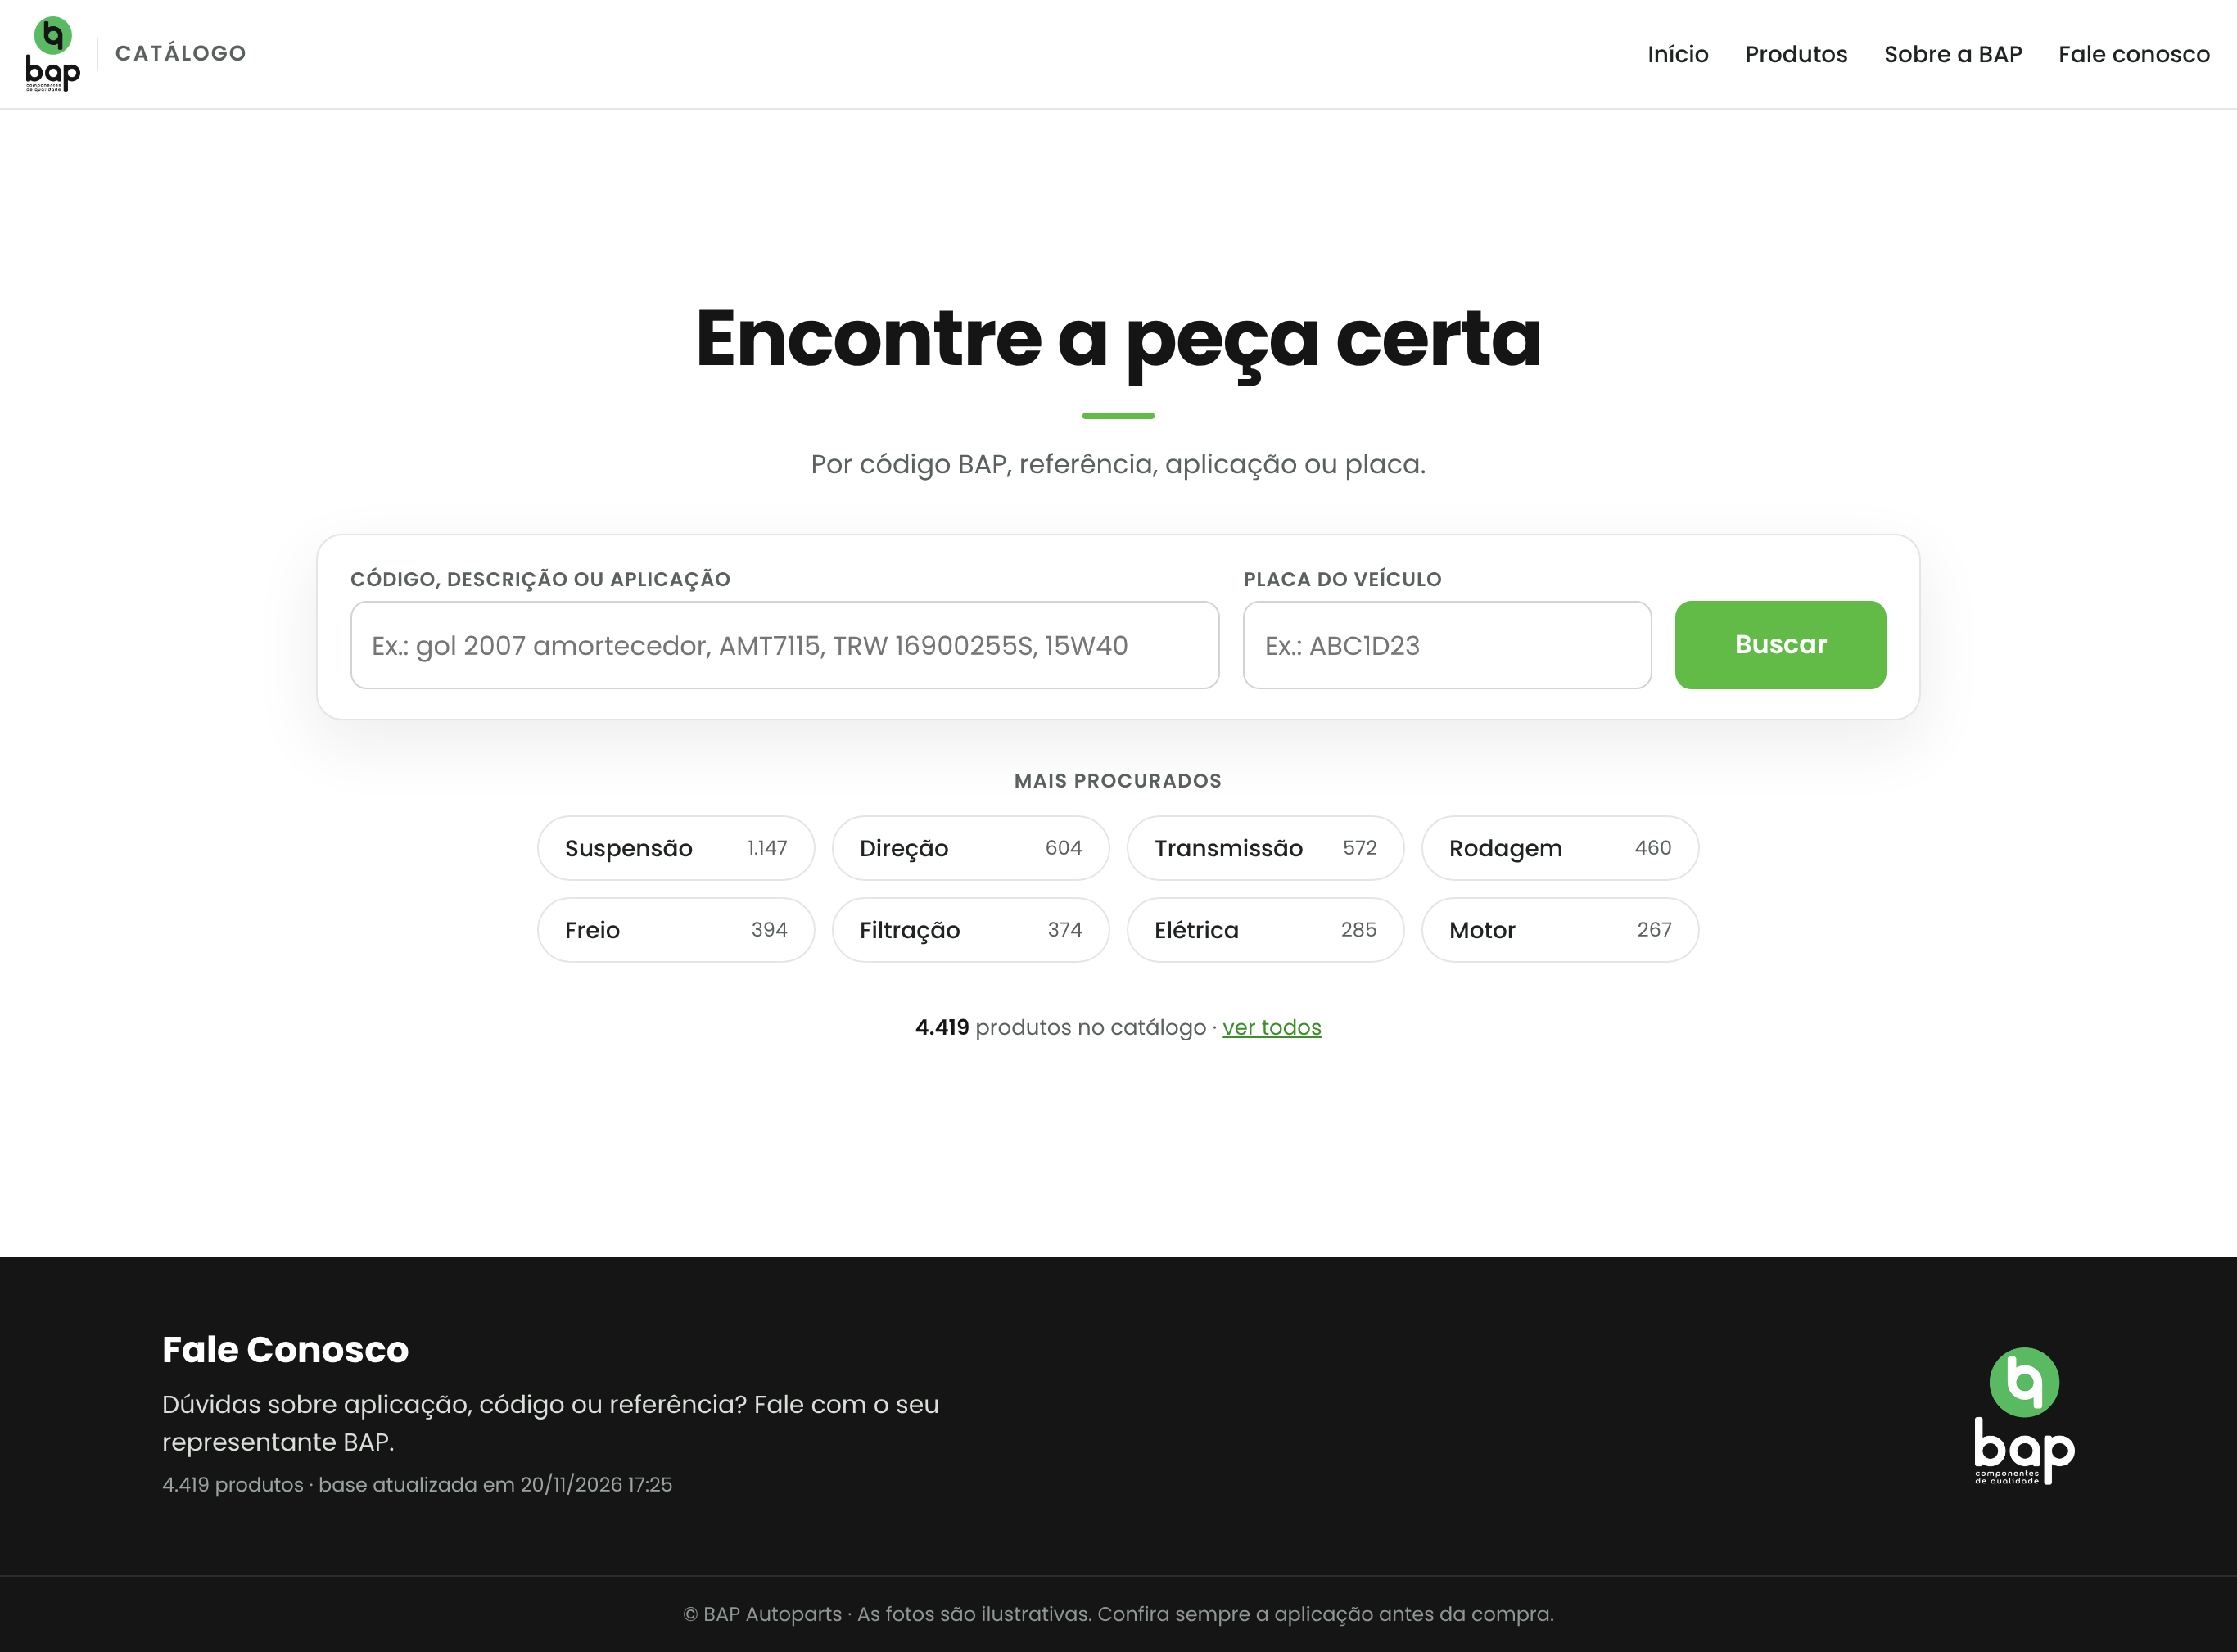 bap
componentes
de qualidade
CATÁLOGO
Início Produtos Sobre a BAP Fale conosco
Encontre a peça certa
Por código BAP, referência, aplicação ou placa.
CÓDIGO, DESCRIÇÃO OU APLICAÇÃO
Ex.: gol 2007 amortecedor, AMT7115, TRW 16900255S, 15W40
PLACA DO VEÍCULO
Ex.: ABC1D23
Buscar
MAIS PROCURADOS
Suspensão 1.147
Direção 604
Transmissão 572
Rodagem 460
Freio 394
Filtração 374
Elétrica 285
Motor 267
4.419 produtos no catálogo · ver todos
Fale Conosco
Dúvidas sobre aplicação, código ou referência? Fale com o seu
representante BAP.
4.419 produtos · base atualizada em 20/11/2026 17:25
bap
componentes
de qualidade
© BAP Autoparts · As fotos são ilustrativas. Confira sempre a aplicação antes da compra.